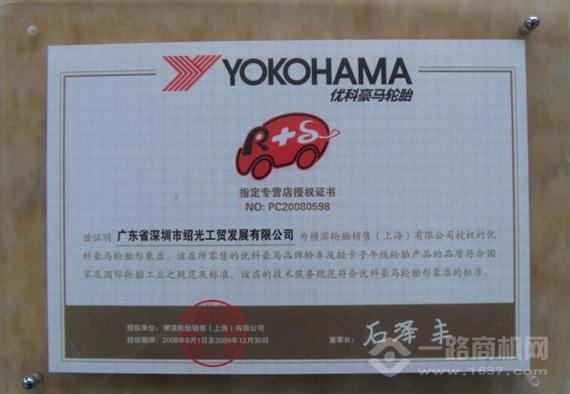 YOKOHAMA
优科豪马轮胎
R+S
指定专营店授权证书
NO: PC20080598
兹证明 广东省深圳市绍光工贸发展有限公司 为横滨轮胎销售（上海）有限公司授权的优
科豪马轮胎形象店。该店所零售的优科豪马品牌轿车及轻卡子午线轮胎产品的品质符合国
家及国际轮胎工业之规范及标准。该店的技术服务规范符合优科豪马轮胎形象店的标准。
授权单位：横滨轮胎销售（上海）有限公司
授权期限：2008年8月1日至2009年12月30日
董事长：石泽丰
一路商机网
www.1637.com